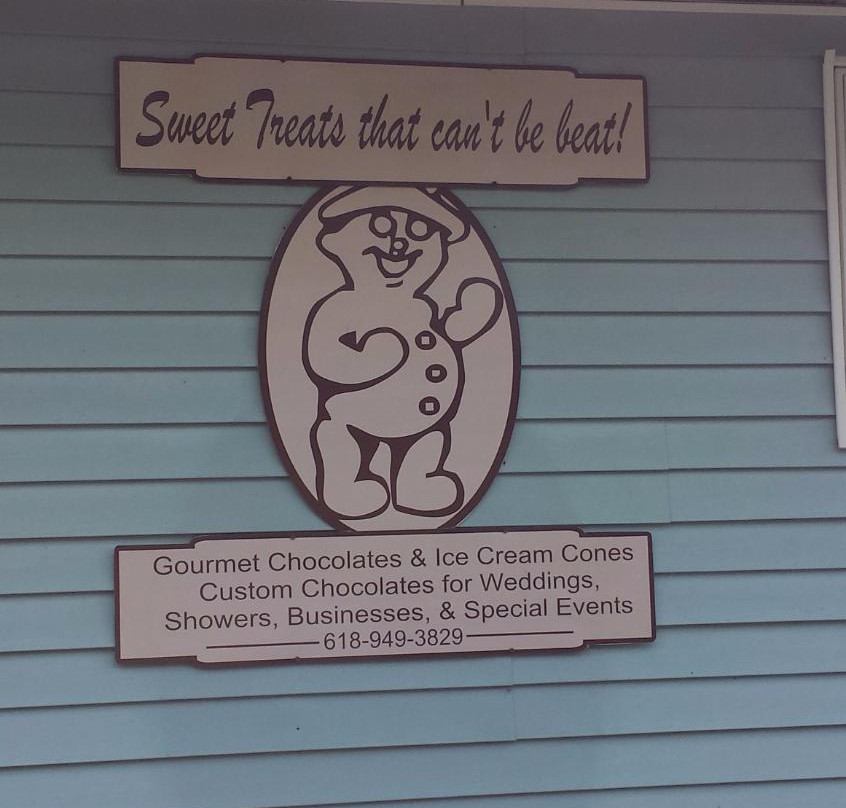 Sweet Treats that can't be beat!
Gourmet Chocolates & Ice Cream Cones
Custom Chocolates for Weddings,
Showers, Businesses, & Special Events
618-949-3829